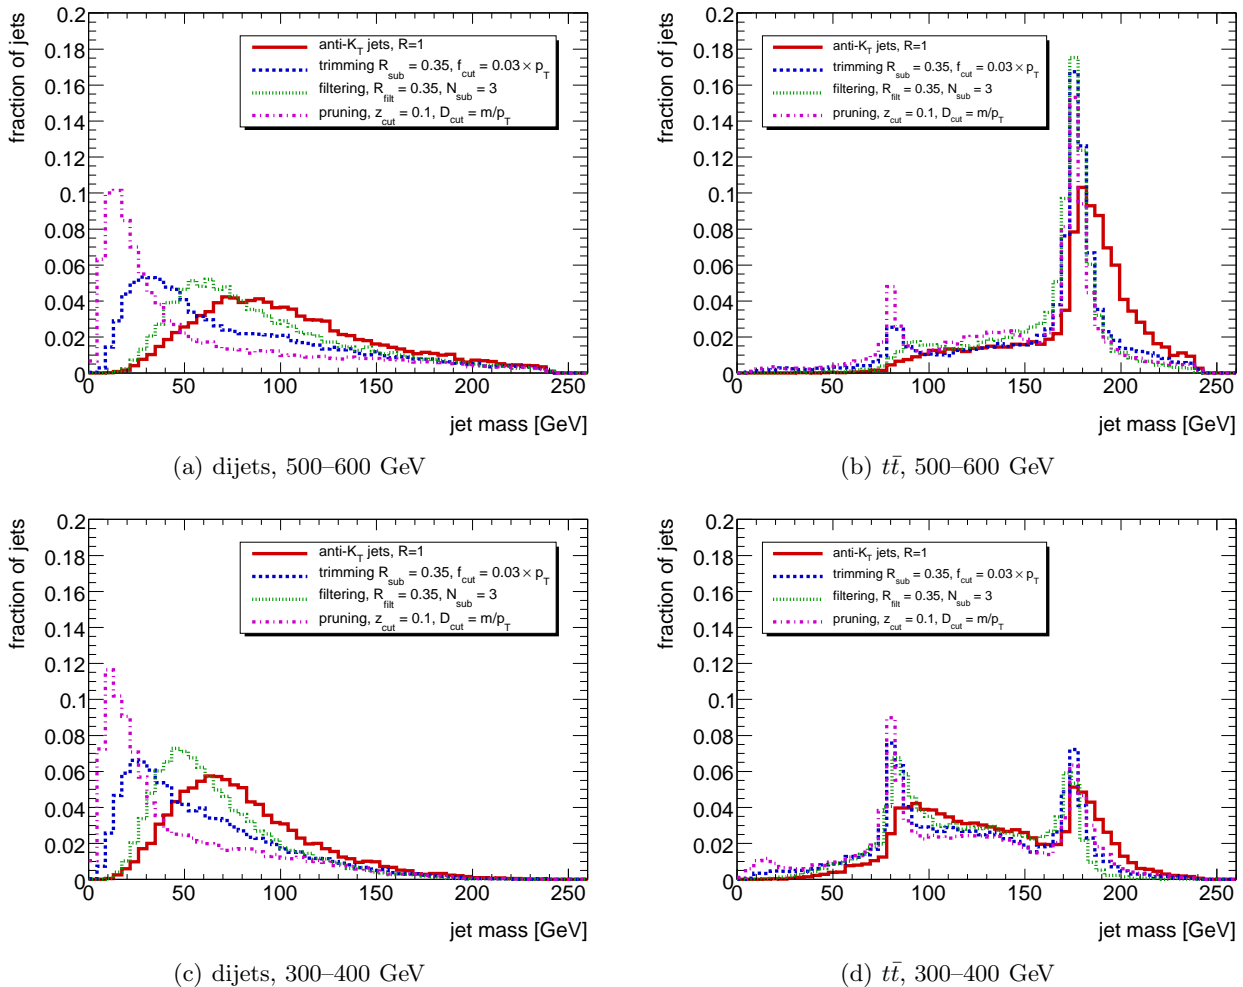 fraction of jets
0.2
0.18
0.16
0.14
0.12
0.1
0.08
0.06
0.04
0.02
0
anti-K_T jets, R=1
trimming R_sub = 0.35, f_cut = 0.03 × p_T
filtering, R_filt = 0.35, N_sub = 3
pruning, z_cut = 0.1, D_cut = m/p_T
0 50 100 150 200 250
jet mass [GeV]
(a) dijets, 500–600 GeV
fraction of jets
0.2
0.18
0.16
0.14
0.12
0.1
0.08
0.06
0.04
0.02
0
anti-K_T jets, R=1
trimming R_sub = 0.35, f_cut = 0.03 × p_T
filtering, R_filt = 0.35, N_sub = 3
pruning, z_cut = 0.1, D_cut = m/p_T
0 50 100 150 200 250
jet mass [GeV]
(b) tt̄, 500–600 GeV
fraction of jets
0.2
0.18
0.16
0.14
0.12
0.1
0.08
0.06
0.04
0.02
0
anti-K_T jets, R=1
trimming R_sub = 0.35, f_cut = 0.03 × p_T
filtering, R_filt = 0.35, N_sub = 3
pruning, z_cut = 0.1, D_cut = m/p_T
0 50 100 150 200 250
jet mass [GeV]
(c) dijets, 300–400 GeV
fraction of jets
0.2
0.18
0.16
0.14
0.12
0.1
0.08
0.06
0.04
0.02
0
anti-K_T jets, R=1
trimming R_sub = 0.35, f_cut = 0.03 × p_T
filtering, R_filt = 0.35, N_sub = 3
pruning, z_cut = 0.1, D_cut = m/p_T
0 50 100 150 200 250
jet mass [GeV]
(d) tt̄, 300–400 GeV